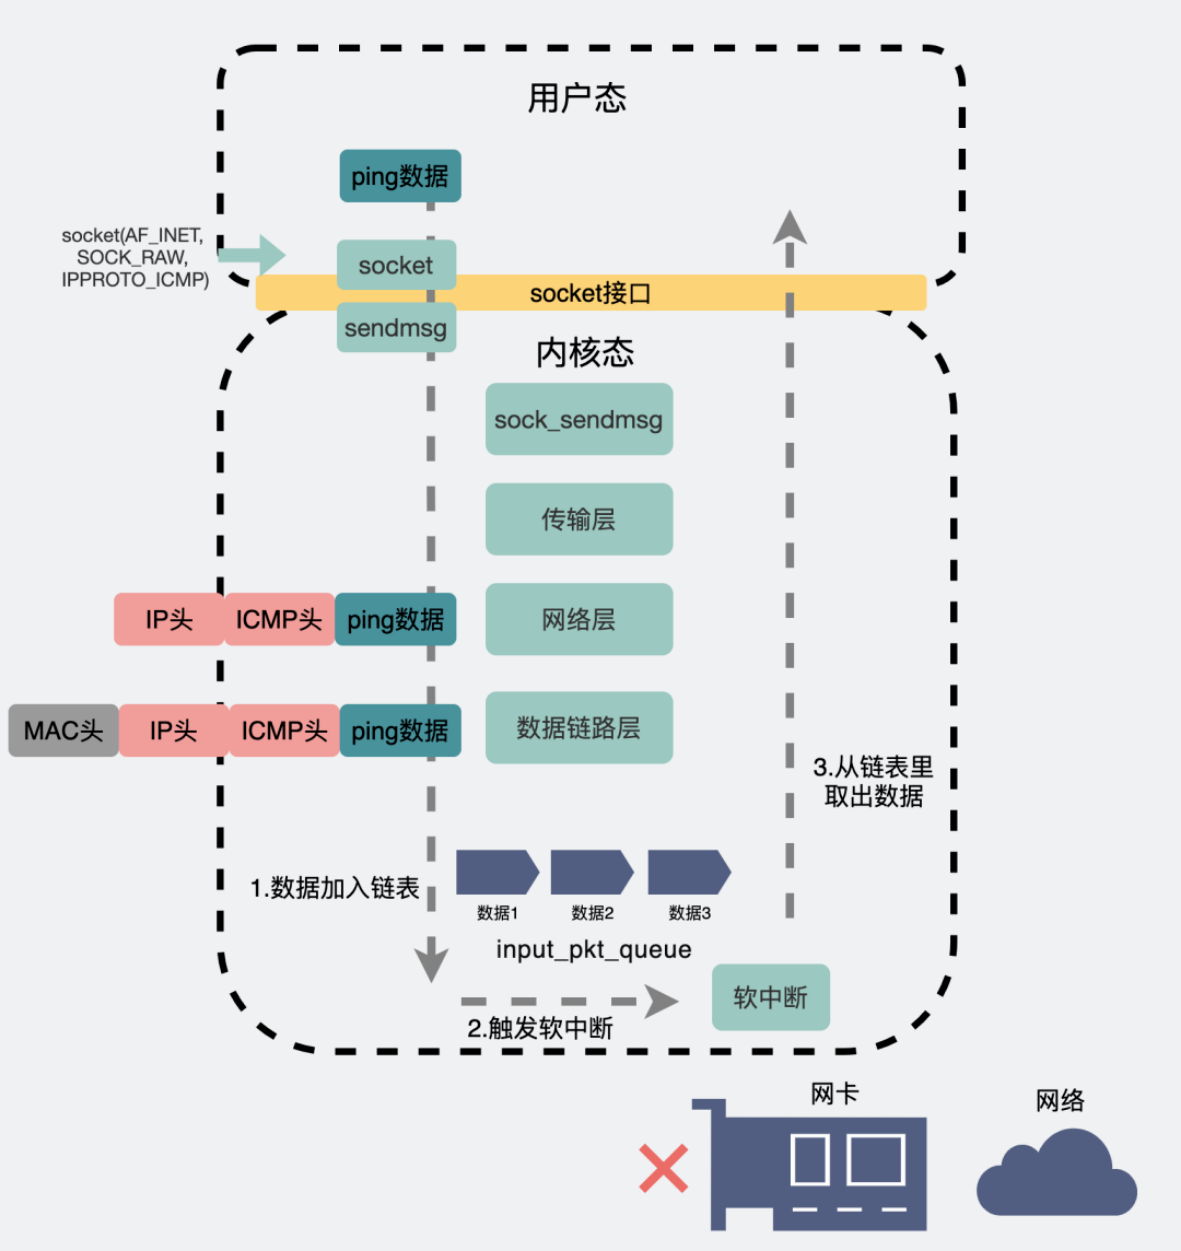 用户态
ping数据
socket(AF_INET,
SOCK_RAW,
IPPROTO_ICMP)
socket
socket接口
sendmsg
内核态
sock_sendmsg
传输层
IP头 ICMP头 ping数据 网络层
MAC头 IP头 ICMP头 ping数据 数据链路层
3.从链表里
取出数据
1.数据加入链表
数据1 数据2 数据3
input_pkt_queue
软中断
2.触发软中断
网卡
网络